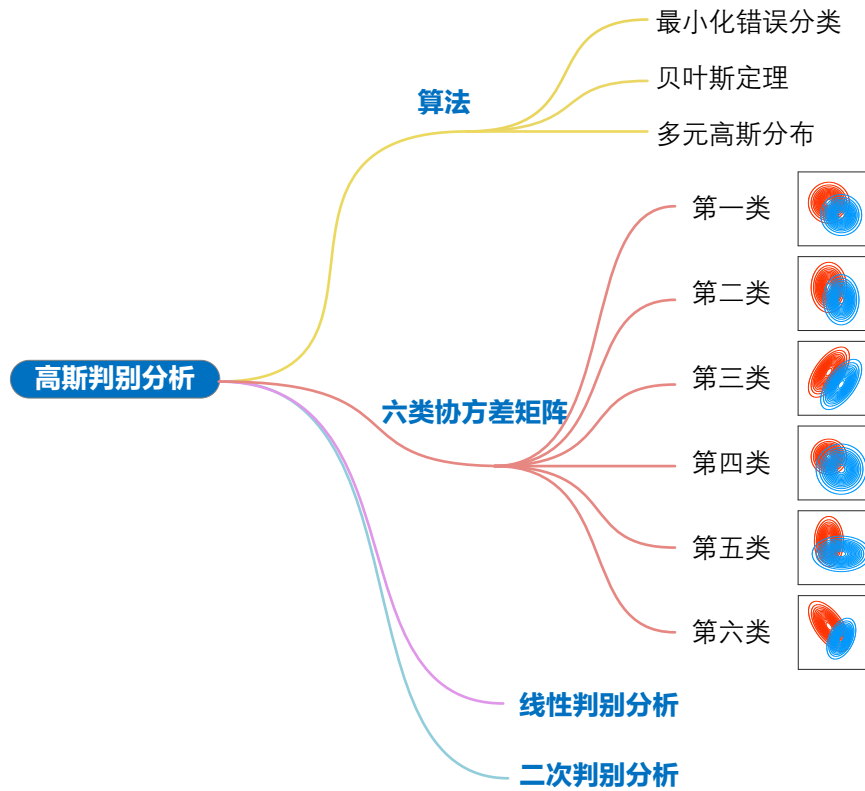 最小化错误分类
算法
贝叶斯定理
多元高斯分布
第一类
第二类
第三类
高斯判别分析
六类协方差矩阵
第四类
第五类
第六类
线性判别分析
二次判别分析